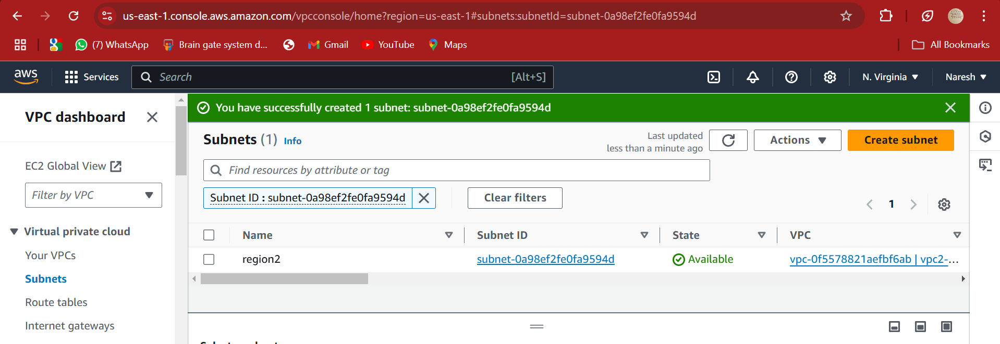 us-east-1.console.aws.amazon.com/vpcconsole/home?region=us-east-1#subnets:subnetId=subnet-0a98ef2fe0fa9594d
(7) WhatsApp Brain gate system d... Gmail YouTube Maps All Bookmarks
aws Services Search [Alt+S] N. Virginia Naresh
VPC dashboard
EC2 Global View
Filter by VPC
Virtual private cloud
Your VPCs
Subnets
Route tables
Internet gateways
You have successfully created 1 subnet: subnet-0a98ef2fe0fa9594d
Subnets (1) Info
Last updated
less than a minute ago
Actions
Create subnet
Find resources by attribute or tag
Subnet ID : subnet-0a98ef2fe0fa9594d
Clear filters
1
Name Subnet ID State VPC
region2 subnet-0a98ef2fe0fa9594d Available vpc-0f5578821aefbf6ab | vpc2-...